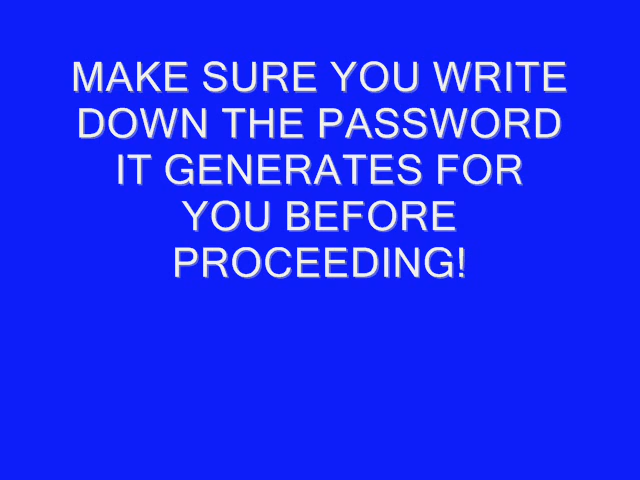 MAKE SURE YOU WRITE
DOWN THE PASSWORD
IT GENERATES FOR
YOU BEFORE
PROCEEDING!